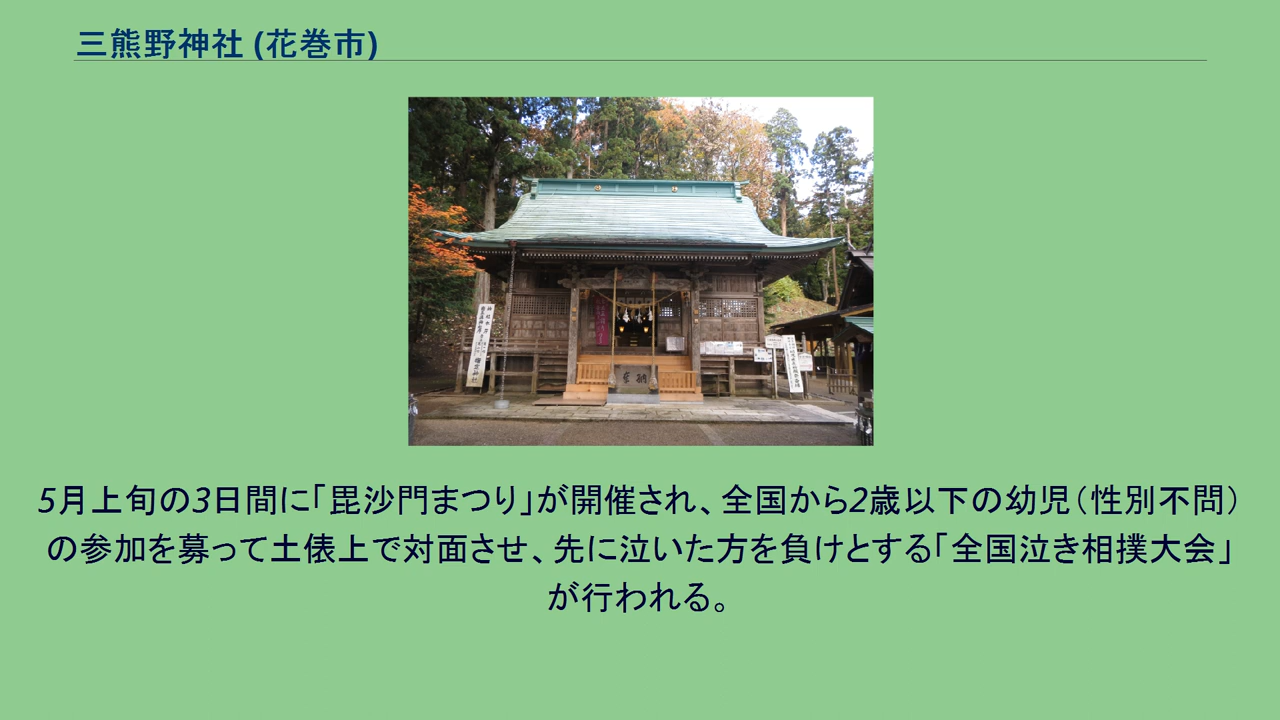 三熊野神社 (花巻市)
奉納
5月上旬の3日間に「毘沙門まつり」が開催され、全国から2歳以下の幼児（性別不問）
の参加を募って土俵上で対面させ、先に泣いた方を負けとする「全国泣き相撲大会」
が行われる。